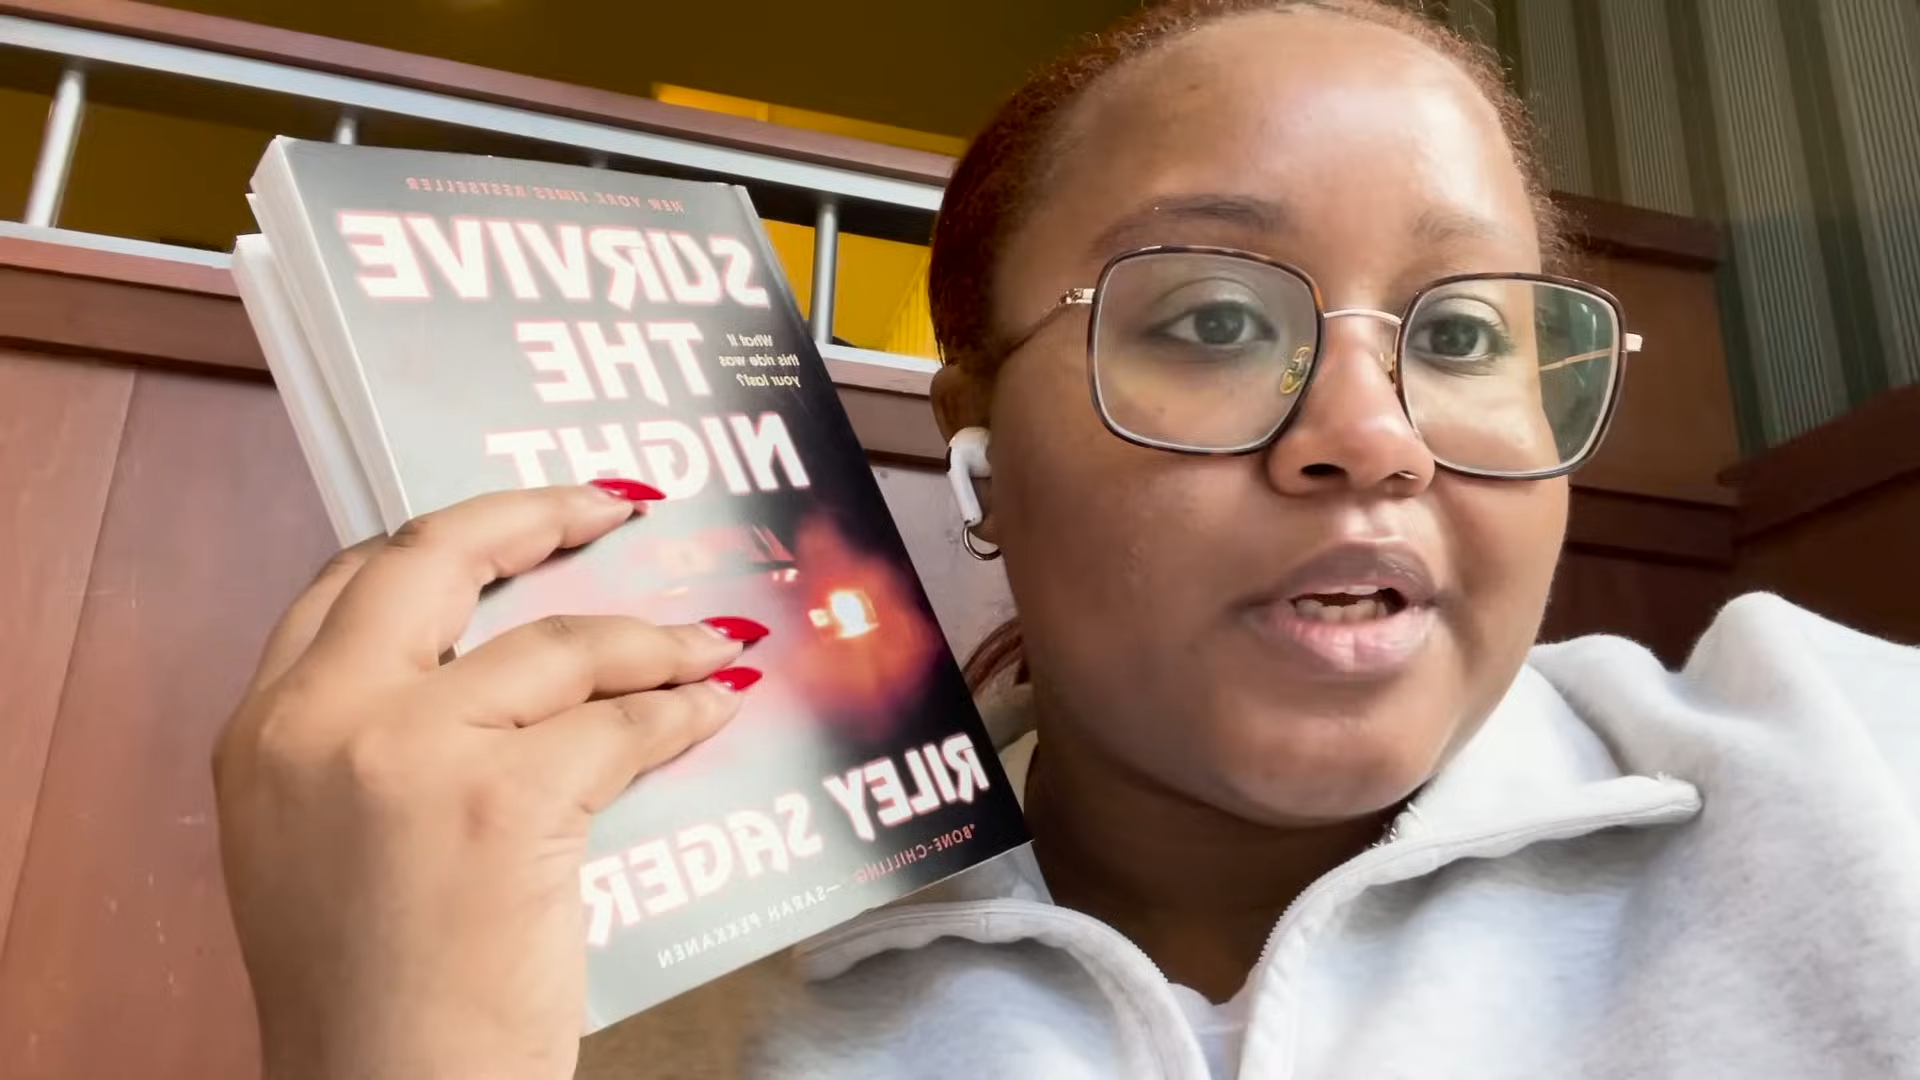 NEW YORK TIMES BESTSELLER
SURVIVE
THE
NIGHT
What if
this ride was
your last?
RILEY SAGER
"BONE-CHILLING
—SARAH PEKKANEN